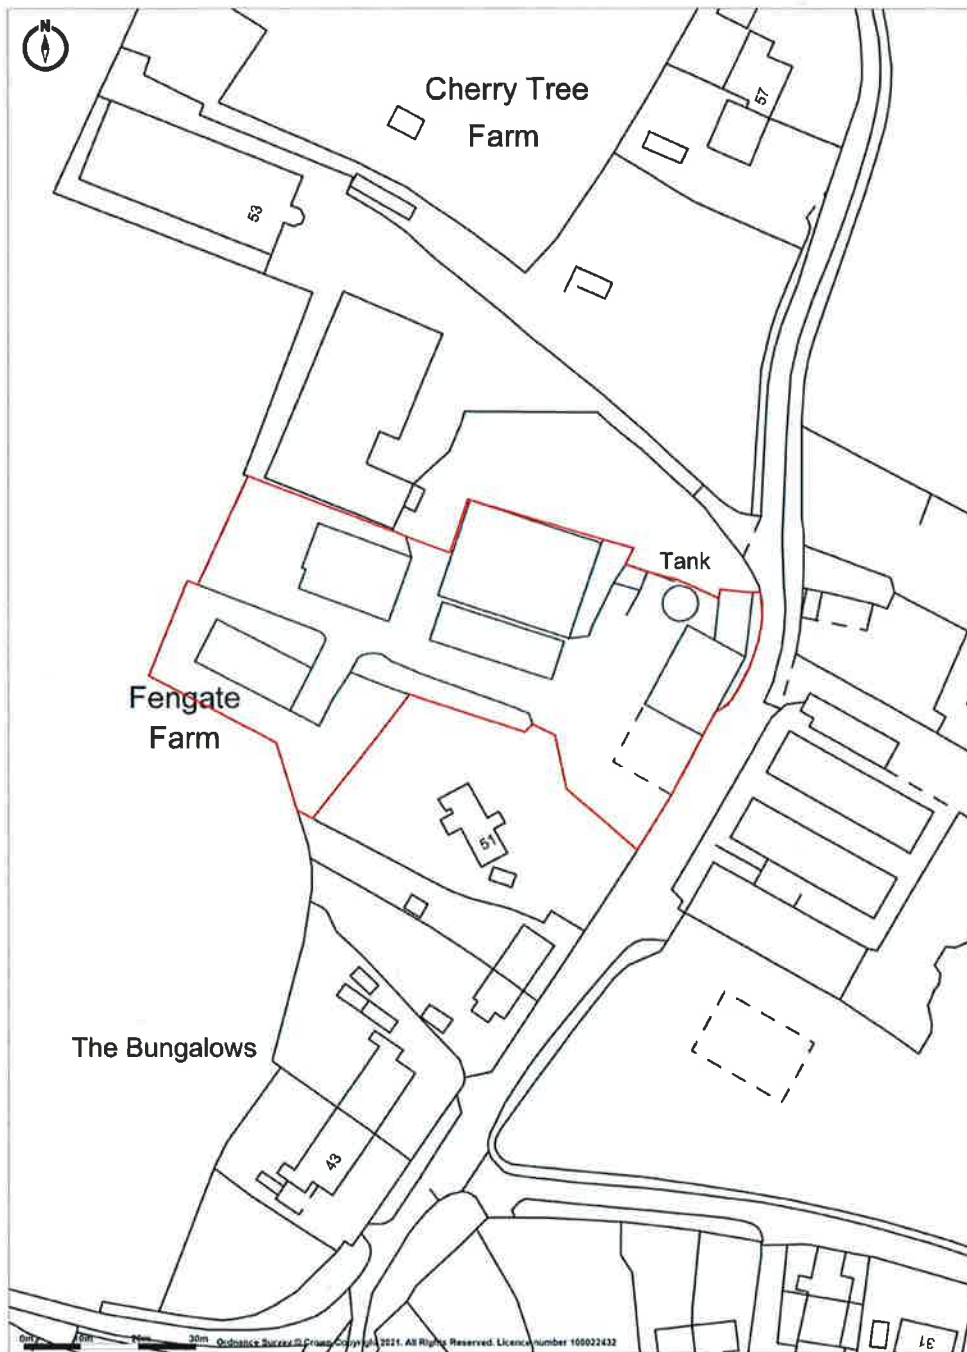 N
Cherry Tree
Farm
57
53
Tank
Fengate
Farm
51
The Bungalows
43
31
0m 10m 20m 30m Ordnance Survey © Crown Copyright 2021. All Rights Reserved. Licence number 100022432